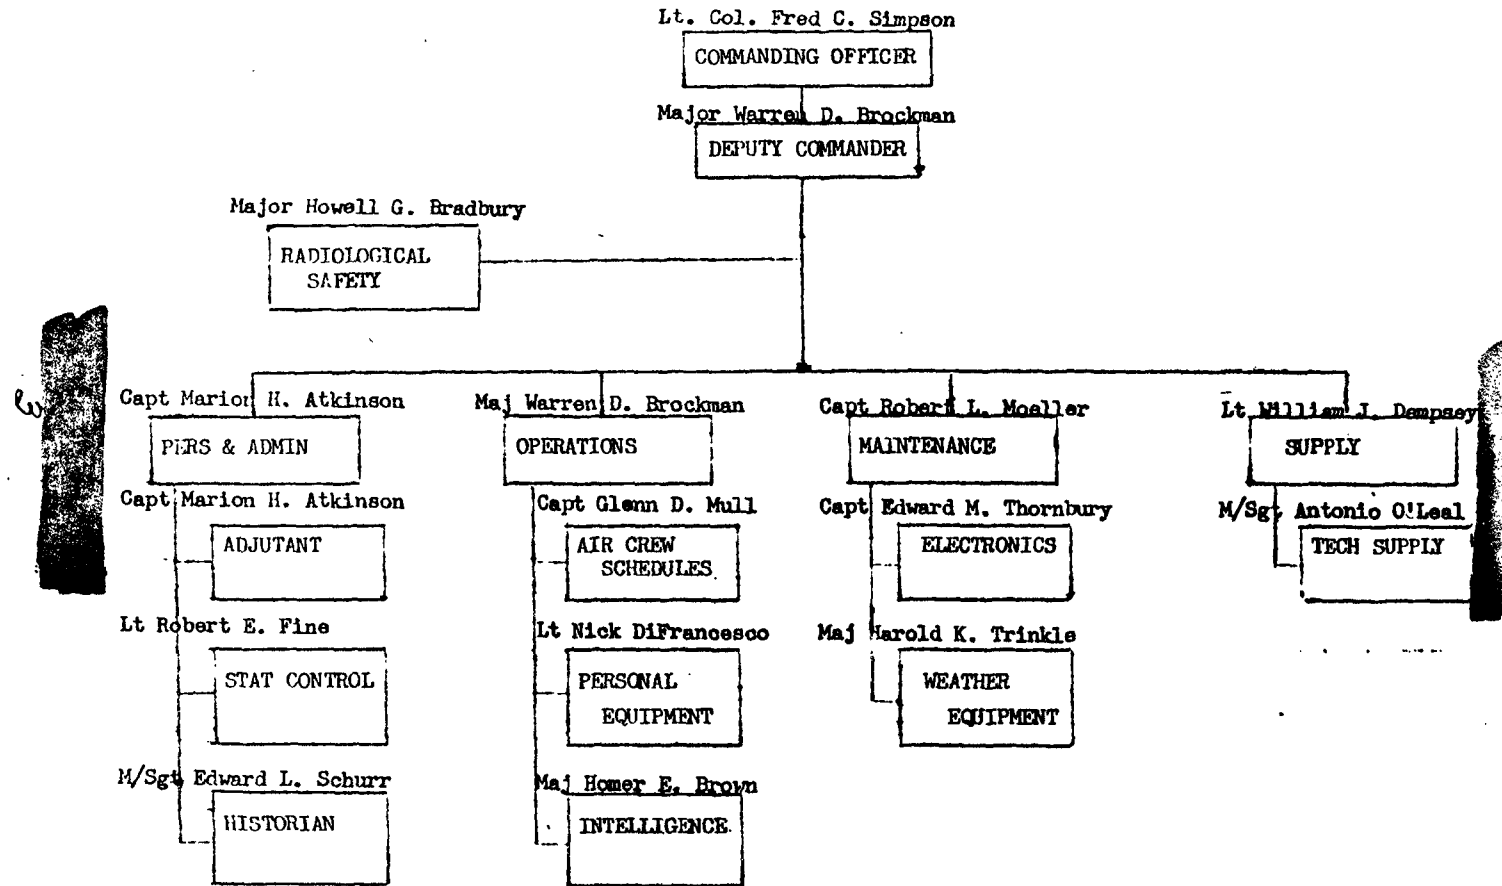 Lt. Col. Fred C. Simpson
COMMANDING OFFICER
Major Warren D. Brockman
DEPUTY COMMANDER
Major Howell G. Bradbury
RADIOLOGICAL
SAFETY
Capt Marion H. Atkinson
PERS & ADMIN
Capt Marion H. Atkinson
ADJUTANT
Lt Robert E. Fine
STAT CONTROL
M/Sgt Edward L. Schurr
HISTORIAN
Maj Warren D. Brockman
OPERATIONS
Capt Glenn D. Mull
AIR CREW
SCHEDULES
Lt Nick DiFrancesco
PERSONAL
EQUIPMENT
Maj Homer E. Brown
INTELLIGENCE
Capt Robert L. Moeller
MAINTENANCE
Capt Edward M. Thornbury
ELECTRONICS
Maj Harold K. Trinkle
WEATHER
EQUIPMENT
Lt William J. Dempsey
SUPPLY
M/Sgt Antonio O'Leal
TECH SUPPLY